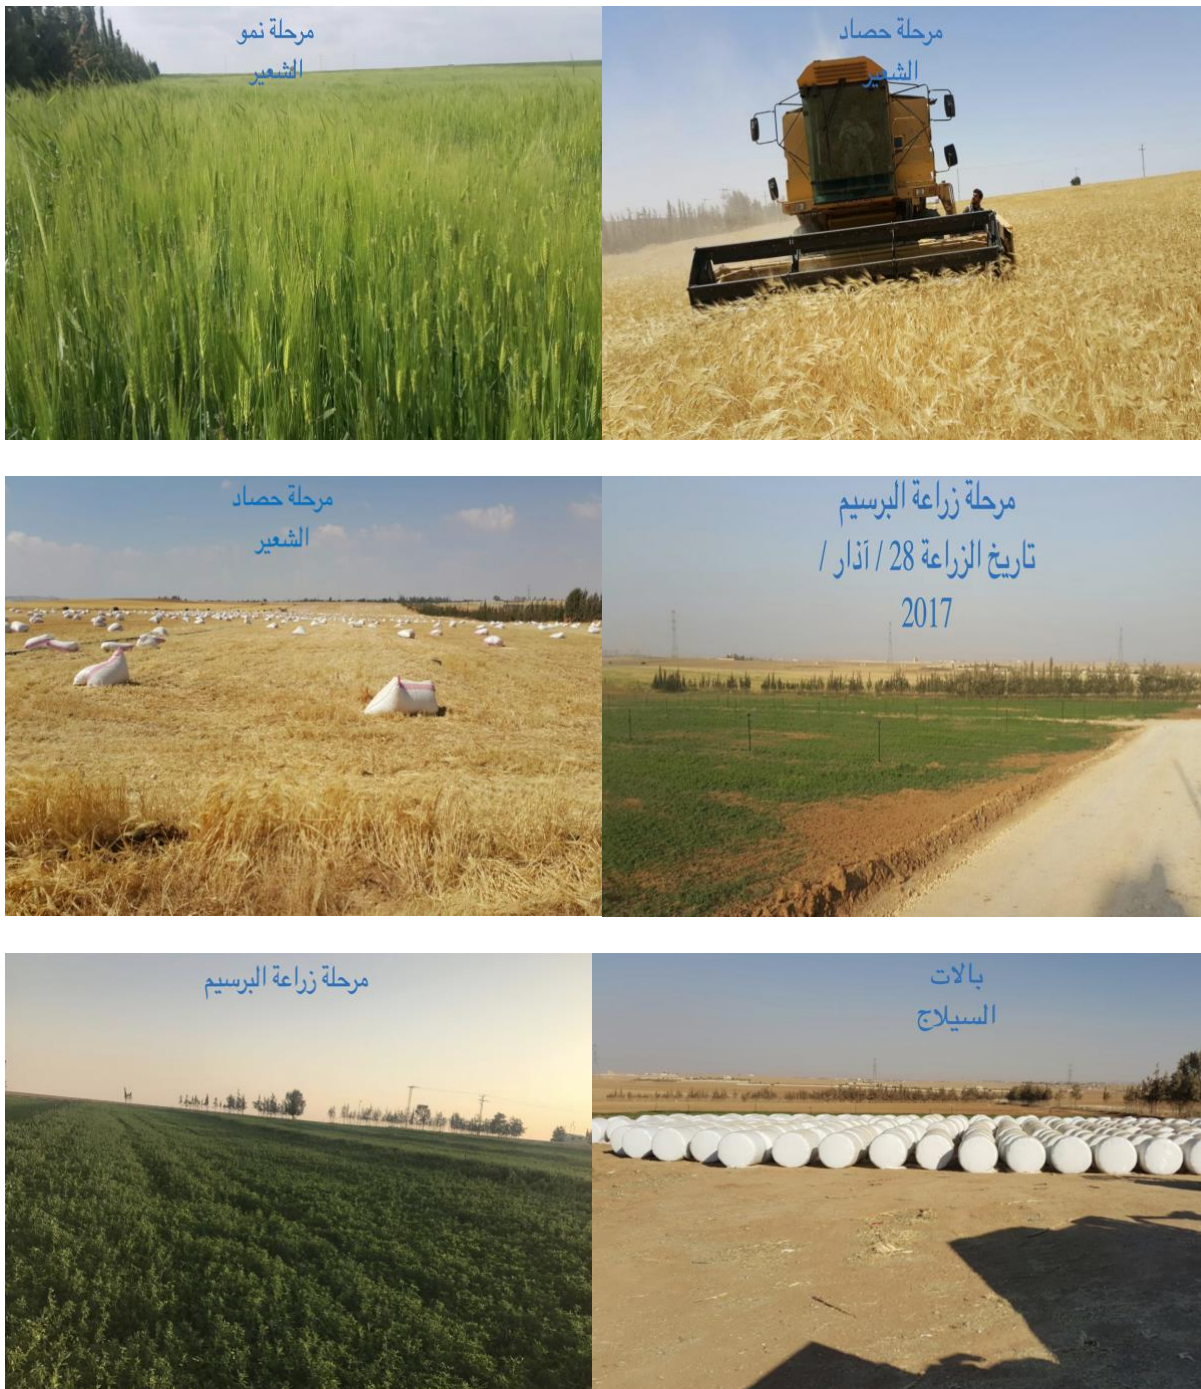 مرحلة نمو
الشعير
مرحلة حصاد
الشعير
مرحلة حصاد
الشعير
مرحلة زراعة البرسيم
تاريخ الزراعة 28 / آذار /
2017
مرحلة زراعة البرسيم
بالات
السيلاج